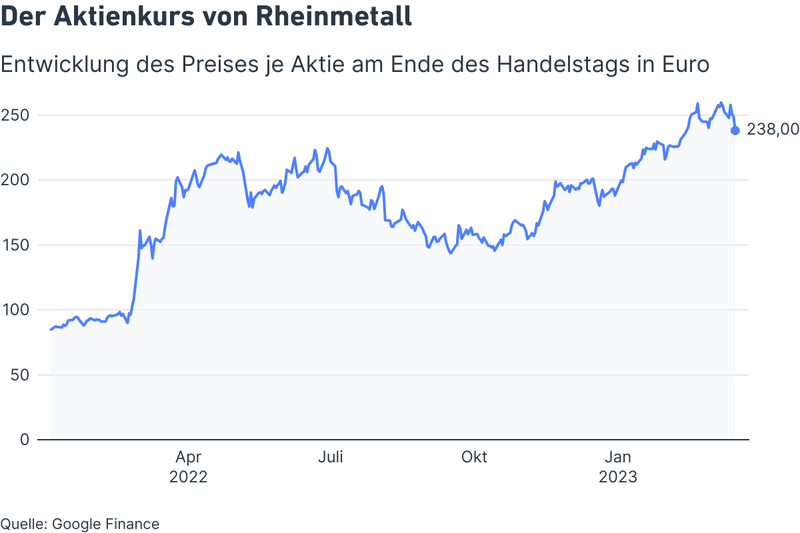 Der Aktienkurs von Rheinmetall
Entwicklung des Preises je Aktie am Ende des Handelstags in Euro
250
238,00
200
150
100
50
0
Apr Juli Okt Jan
2022 2023
Quelle: Google Finance